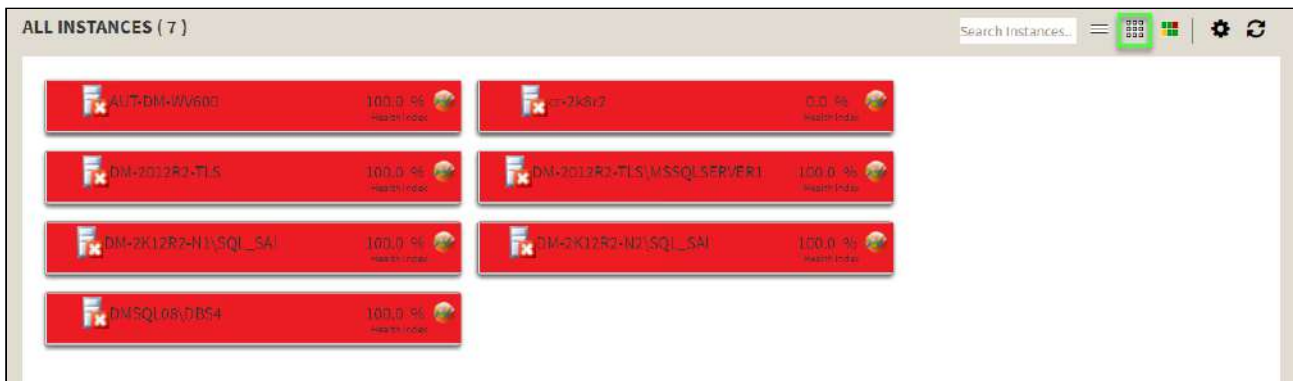 ALL INSTANCES ( 7 )
Search Instances..
AUT-DM-WV600 100.0 %
Health Index
cr-2k8r2 0.0 %
Health Index
DM-2012R2-TLS 100.0 %
Health Index
DM-2012R2-TLS\MSSQLSERVER1 100.0 %
Health Index
DM-2K12R2-N1\SQL_SAI 100.0 %
Health Index
DM-2K12R2-N2\SQL_SAI 100.0 %
Health Index
DMSQL08\DBS4 100.0 %
Health Index